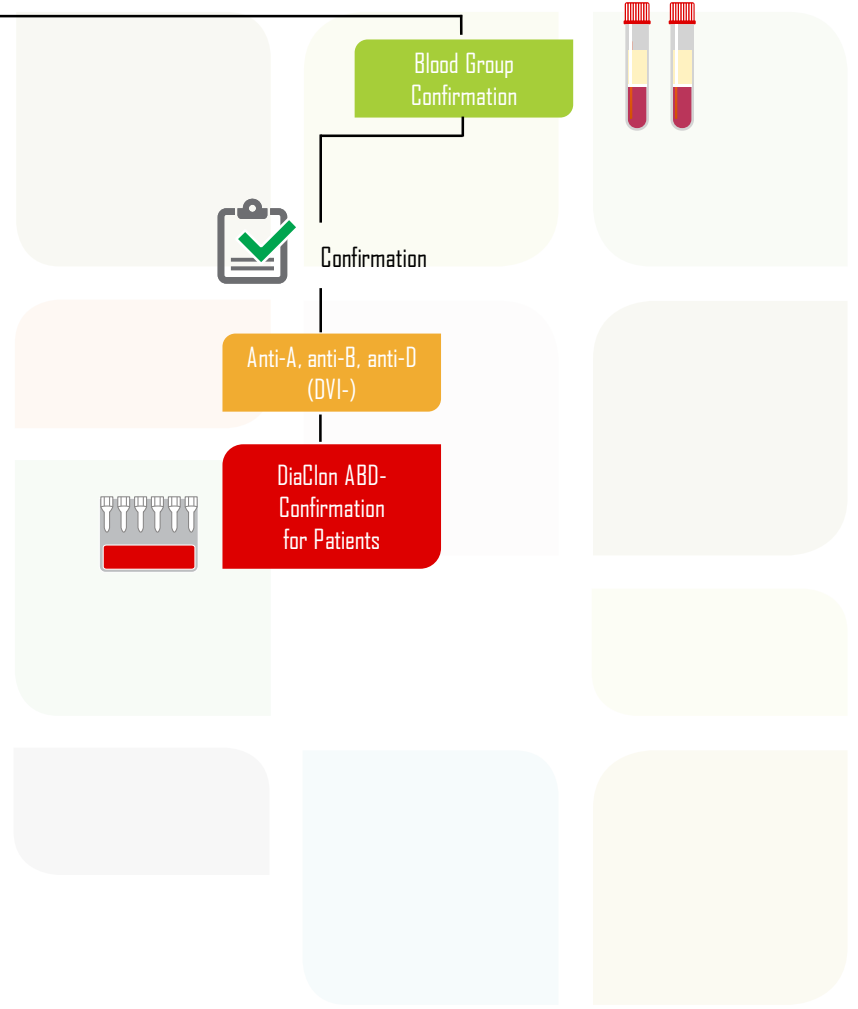 Blood Group
Confirmation
Confirmation
Anti-A, anti-B, anti-D
(DVI-)
DiaClon ABD-
Confirmation
for Patients